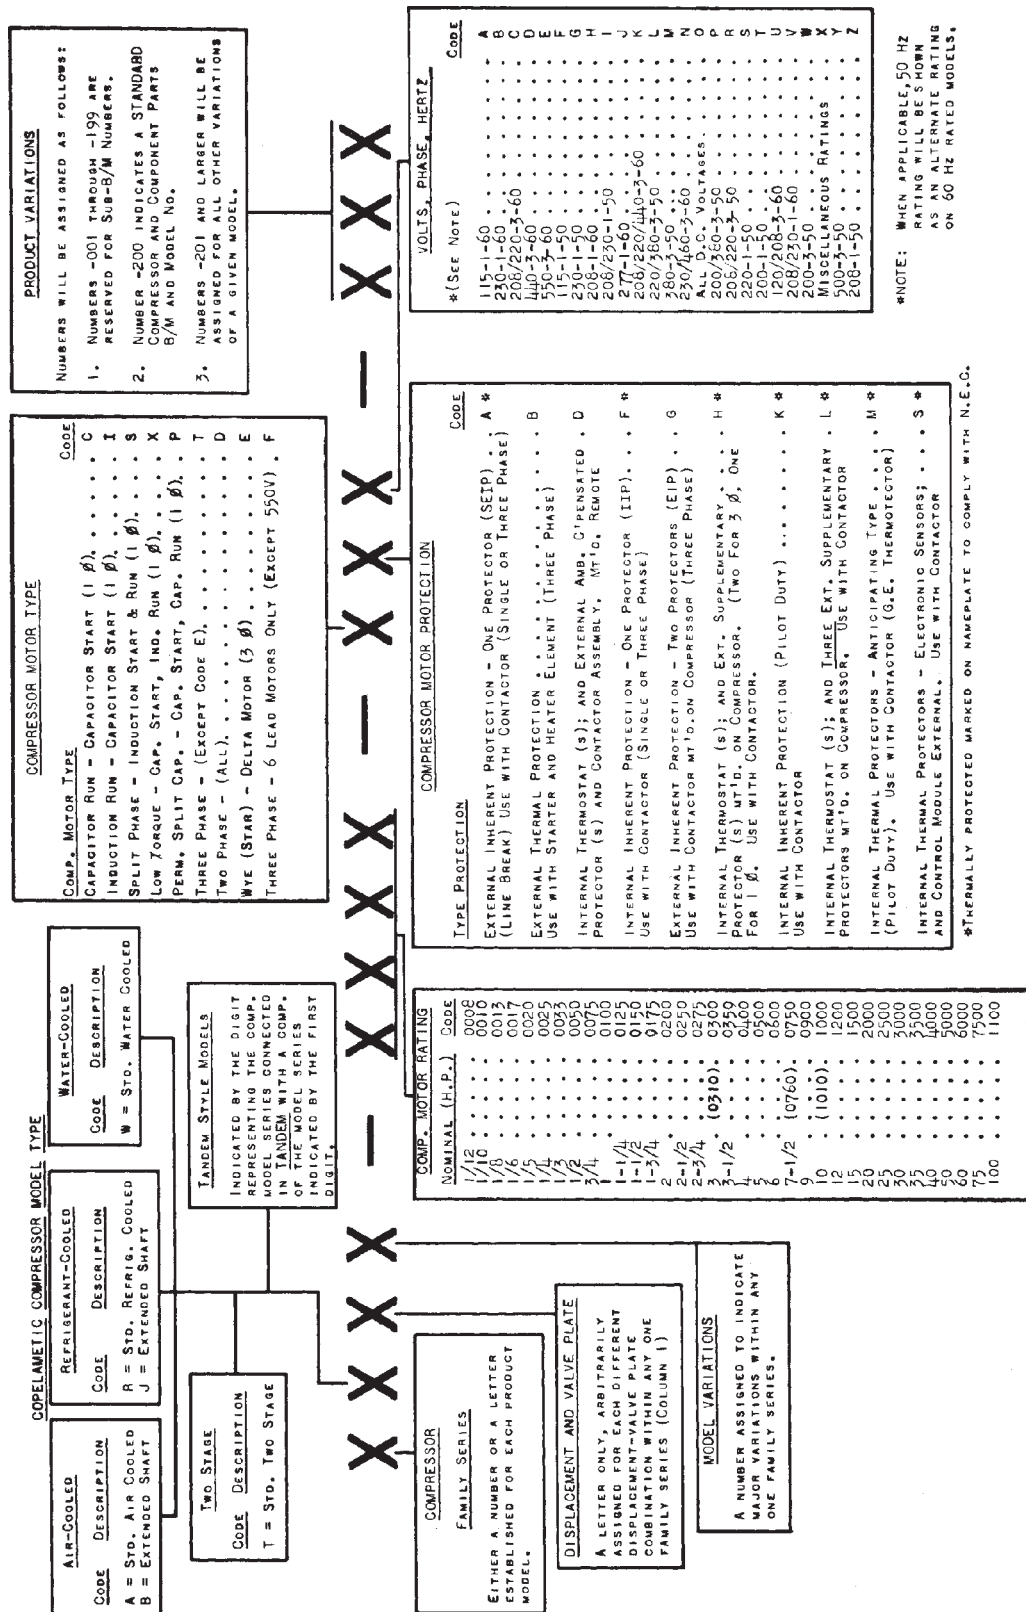 COPELAMETIC COMPRESSOR MODEL TYPE
AIR-COOLED
CODE DESCRIPTION
A = STD. AIR COOLED
B = EXTENDED SHAFT
REFRIGERANT-COOLED
CODE DESCRIPTION
R = STD. REFRIG. COOLED
J = EXTENDED SHAFT
WATER-COOLED
CODE DESCRIPTION
W = STD. WATER COOLED
TWO STAGE
CODE DESCRIPTION
T = STD. TWO STAGE
TANDEM STYLE MODELS
INDICATED BY THE DIGIT
REPRESENTING THE COMP.
MODEL SERIES CONNECTED
IN TANDEM WITH A COMP.
OF THE MODEL SERIES
INDICATED BY THE FIRST
DIGIT.
COMPRESSOR MOTOR TYPE
COMP. MOTOR TYPE CODE
CAPACITOR RUN - CAPACITOR START (1 Ø) . . . . . C
INDUCTION RUN - CAPACITOR START (1 Ø) . . . . . I
SPLIT PHASE - INDUCTION START & RUN (1 Ø) . . . S
LOW TORQUE - CAP. START, IND. RUN (1 Ø) . . . . X
PERM. SPLIT CAP. - CAP. START, CAP. RUN (1 Ø) . P
THREE PHASE - (EXCEPT CODE E) . . . . . . . . . T
TWO PHASE - (ALL) . . . . . . . . . . . . . . . D
WYE (STAR) - DELTA MOTOR (3 Ø) . . . . . . . . . E
THREE PHASE - 6 LEAD MOTORS ONLY (EXCEPT 550V) . F
PRODUCT VARIATIONS
NUMBERS WILL BE ASSIGNED AS FOLLOWS:
1. NUMBERS -001 THROUGH -199 ARE
RESERVED FOR SUB-B/M NUMBERS.
2. NUMBER -200 INDICATES A STANDARD
COMPRESSOR AND COMPONENT PARTS
B/M AND MODEL NO.
3. NUMBERS -201 AND LARGER WILL BE
ASSIGNED FOR ALL OTHER VARIATIONS
OF A GIVEN MODEL.
X X X X — X X X X — X X X — X X X
COMPRESSOR
FAMILY SERIES
EITHER A NUMBER OR A LETTER
ESTABLISHED FOR EACH PRODUCT
MODEL.
DISPLACEMENT AND VALVE PLATE
A LETTER ONLY, ARBITRARILY
ASSIGNED FOR EACH DIFFERENT
DISPLACEMENT-VALVE PLATE
COMBINATION WITHIN ANY ONE
FAMILY SERIES (COLUMN 1)
MODEL VARIATIONS
A NUMBER ASSIGNED TO INDICATE
MAJOR VARIATIONS WITHIN ANY
ONE FAMILY SERIES.
COMP. MOTOR RATING
NOMINAL (H.P.) CODE
1/12 . . . . . 0008
1/10 . . . . . 0010
1/8 . . . . . 0013
1/6 . . . . . 0017
1/5 . . . . . 0020
1/4 . . . . . 0025
1/3 . . . . . 0033
1/2 . . . . . 0050
3/4 . . . . . 0075
1 . . . . . 0100
1-1/4 . . . . . 0125
1-1/2 . . . . . 0150
1-3/4 . . . . . 0175
2 . . . . . 0200
2-1/2 . . . . . 0250
2-3/4 . . . . . 0275
3 . . (0310). 0300
3-1/2 . . . . . 0359
4 . . . . . 0400
5 . . . . . 0500
6 . . . . . 0600
7-1/2 (0760). 0750
9 . . . . . 0900
10 . (1010) . 1000
12 . . . . . 1200
15 . . . . . 1500
20 . . . . . 2000
25 . . . . . 2500
30 . . . . . 3000
35 . . . . . 3500
40 . . . . . 4000
50 . . . . . 5000
60 . . . . . 6000
75 . . . . . 7500
100 . . . . . 1100
COMPRESSOR MOTOR PROTECTION
TYPE PROTECTION CODE
EXTERNAL INHERENT PROTECTION - ONE PROTECTOR (SEIP) . . A *
(LINE BREAK) USE WITH CONTACTOR (SINGLE OR THREE PHASE)
EXTERNAL THERMAL PROTECTION . . . . . . . . . . B
USE WITH STARTER AND HEATER ELEMENT (THREE PHASE)
INTERNAL THERMOSTAT (S); AND EXTERNAL AMB. C'PENSATED . D
PROTECTOR (S) AND CONTACTOR ASSEMBLY, MT'D. REMOTE
INTERNAL INHERENT PROTECTION - ONE PROTECTOR (IIP) . . . F *
USE WITH CONTACTOR (SINGLE OR THREE PHASE)
EXTERNAL INHERENT PROTECTION - TWO PROTECTORS (EIP) . . G
USE WITH CONTACTOR MT'D. ON COMPRESSOR (THREE PHASE)
INTERNAL THERMOSTAT (S); AND EXT. SUPPLEMENTARY . . . . H *
PROTECTOR (S) MT'D. ON COMPRESSOR. (TWO FOR 3 Ø, ONE
FOR 1 Ø. USE WITH CONTACTOR.
INTERNAL INHERENT PROTECTION (PILOT DUTY) . . . . . . . K *
USE WITH CONTACTOR
INTERNAL THERMOSTAT (S); AND THREE EXT. SUPPLEMENTARY . L *
PROTECTORS MT'D. ON COMPRESSOR. USE WITH CONTACTOR
INTERNAL THERMAL PROTECTORS - ANTICIPATING TYPE . . . . M *
(PILOT DUTY). USE WITH CONTACTOR (G.E. THERMOTECTOR)
INTERNAL THERMAL PROTECTORS - ELECTRONIC SENSORS; . . . S *
AND CONTROL MODULE EXTERNAL. USE WITH CONTACTOR
*THERMALLY PROTECTED MARKED ON NAMEPLATE TO COMPLY WITH N.E.C.
VOLTS, PHASE, HERTZ
*(SEE NOTE) CODE
115-1-60 . . . . . A
230-1-60 . . . . . B
208/220-3-60 . . . . . C
440-3-60 . . . . . D
550-3-60 . . . . . E
115-1-50 . . . . . F
230-1-50 . . . . . G
208-1-60 . . . . . H
208/230-1-50 . . . . . I
277-1-60 . . . . . J
208/220/440-3-60 . . . K
220/380-3-50 . . . . . L
380-3-50 . . . . . M
230/460-3-60 . . . . . N
ALL D.C. VOLTAGES . . . O
200/360-3-50 . . . . . P
208/220-3-50 . . . . . R
220-1-50 . . . . . S
200-1-50 . . . . . T
120/208-3-60 . . . . . U
208/230-1-60 . . . . . V
200-3-50 . . . . . W
MISCELLANEOUS RATINGS . X
500-3-50 . . . . . Y
208-1-50 . . . . . Z
*NOTE: WHEN APPLICABLE, 50 HZ
RATING WILL BE SHOWN
AS AN ALTERNATE RATING
ON 60 HZ RATED MODELS.